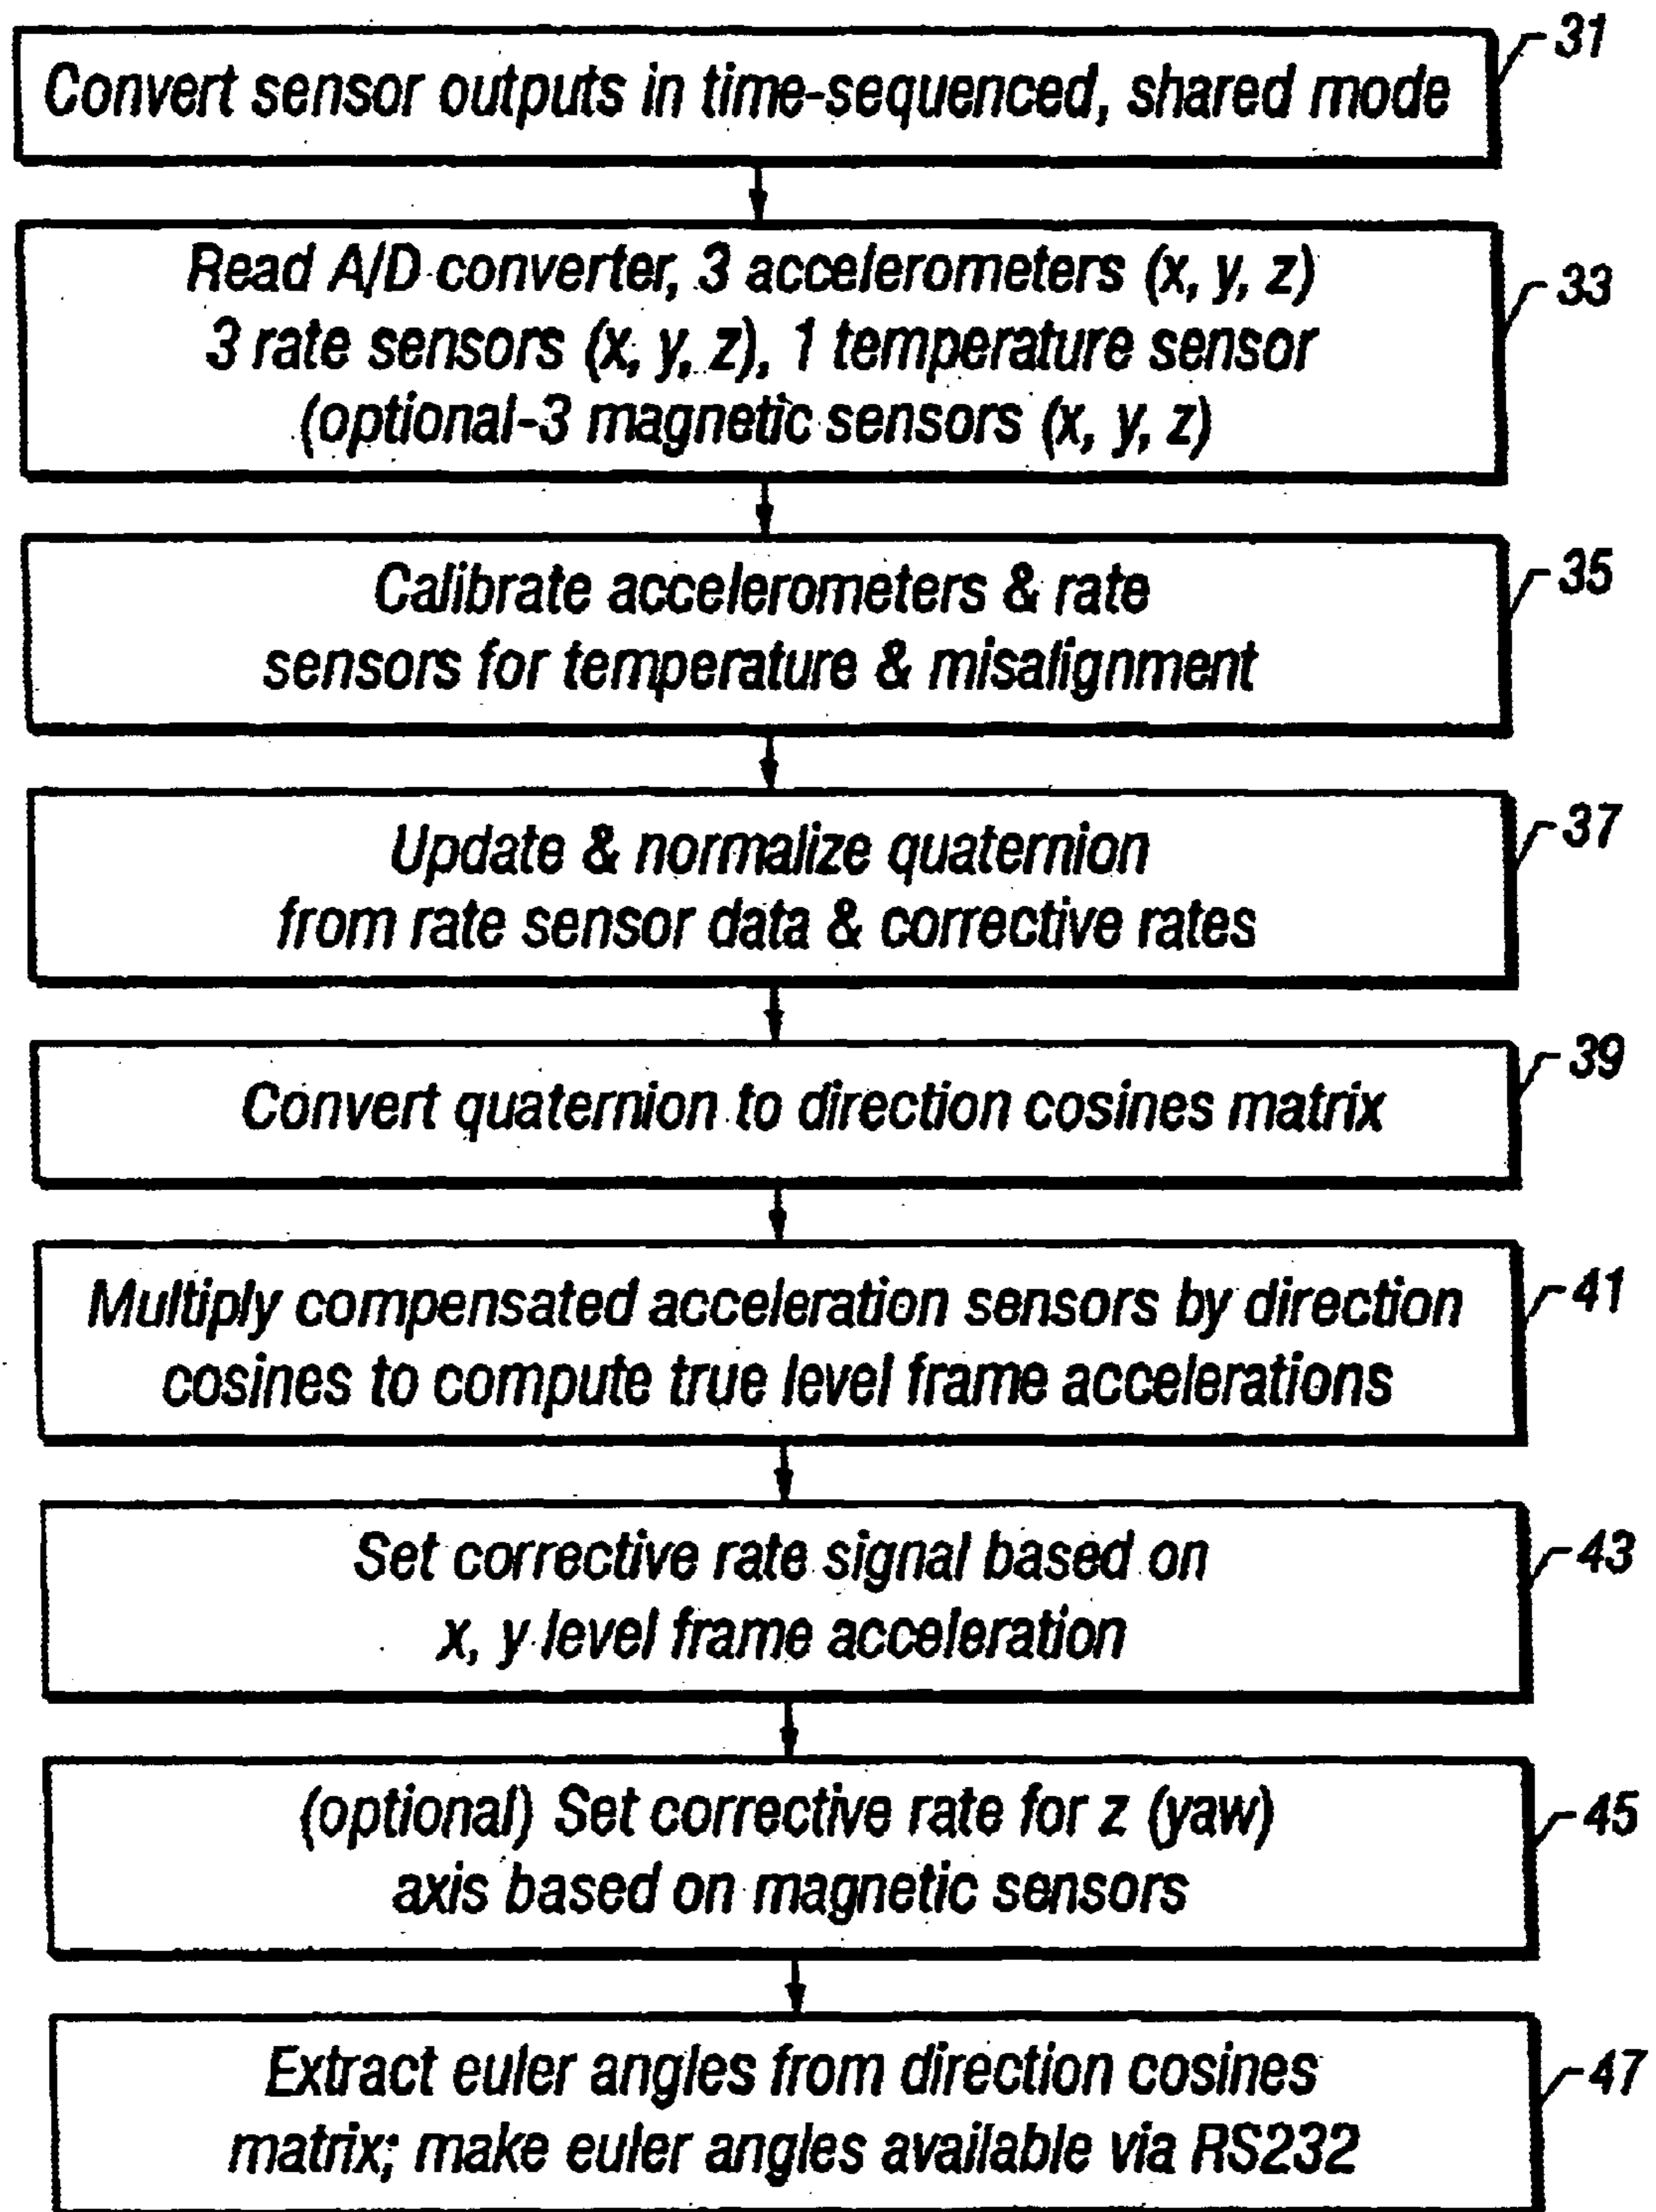 31
Convert sensor outputs in time-sequenced, shared mode
Read A/D converter, 3 accelerometers (x, y, z)
33
3 rate sensors (x, y, z), 1 temperature sensor
(optional-3 magnetic sensors (x, y, z)
Calibrate accelerometers & rate
35
sensors for temperature & misalignment
Update & normalize quaternion
37
from rate sensor data & corrective rates
39
Convert quaternion to direction cosines matrix
Multiply compensated acceleration sensors by direction
41
cosines to compute true level frame accelerations
Set corrective rate signal based on
43
x, y level frame acceleration
(optional) Set corrective rate for z (yaw)
45
axis based on magnetic sensors
Extract euler angles from direction cosines
47
matrix; make euler angles available via RS232